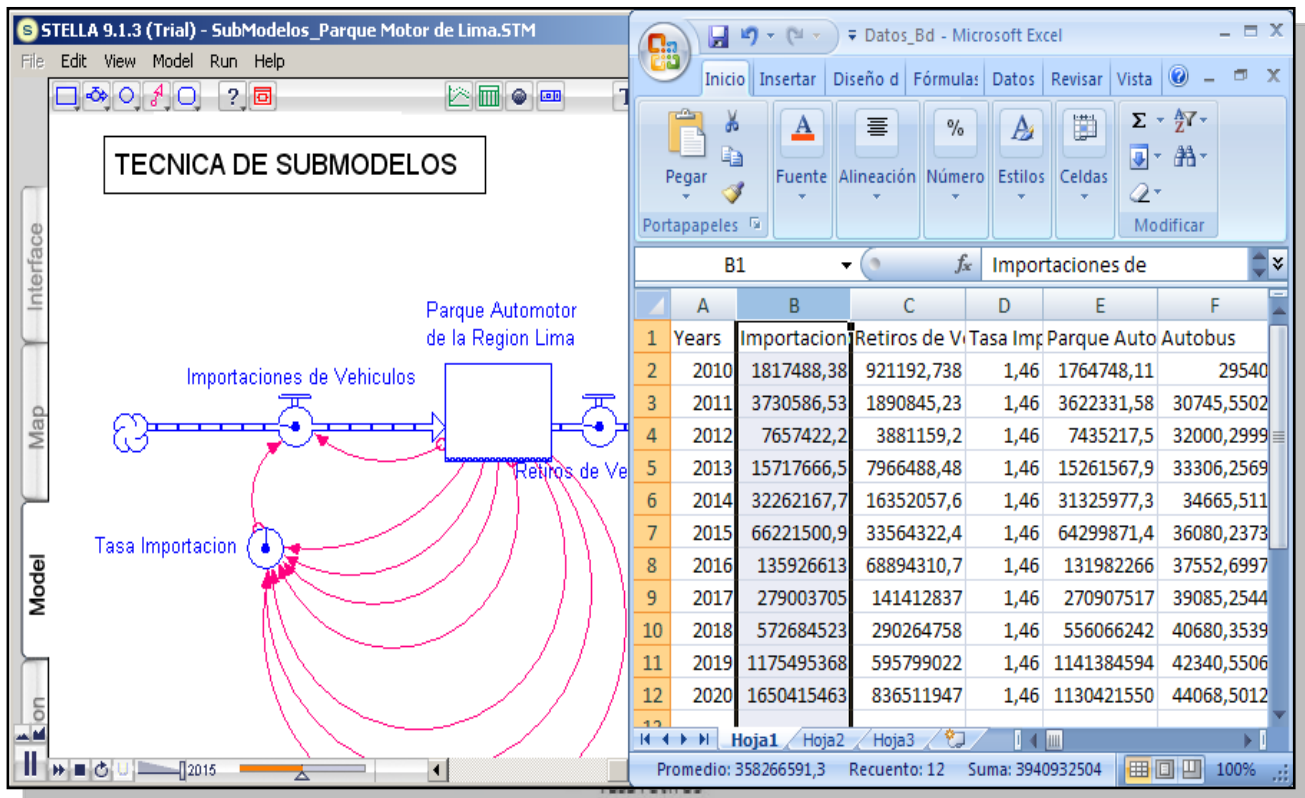 STELLA 9.1.3 (Trial) - SubModelos_Parque Motor de Lima.STM
File Edit View Model Run Help
?
T
TECNICA DE SUBMODELOS
Interface
Map
Model
on
Parque Automotor
de la Region Lima
Importaciones de Vehiculos
Retiros de Ve
Tasa Importacion
2015
Datos_Bd - Microsoft Excel
Inicio Insertar Diseño d Fórmulas Datos Revisar Vista
Pegar Fuente Alineación Número Estilos Celdas
Portapapeles Modificar
B1 fx Importaciones de
A B C D E F
1 Years Importacion Retiros de V Tasa Imp Parque Auto Autobus
2 2010 1817488,38 921192,738 1,46 1764748,11 29540
3 2011 3730586,53 1890845,23 1,46 3622331,58 30745,5502
4 2012 7657422,2 3881159,2 1,46 7435217,5 32000,2999
5 2013 15717666,5 7966488,48 1,46 15261567,9 33306,2569
6 2014 32262167,7 16352057,6 1,46 31325977,3 34665,511
7 2015 66221500,9 33564322,4 1,46 64299871,4 36080,2373
8 2016 135926613 68894310,7 1,46 131982266 37552,6997
9 2017 279003705 141412837 1,46 270907517 39085,2544
10 2018 572684523 290264758 1,46 556066242 40680,3539
11 2019 1175495368 595799022 1,46 1141384594 42340,5506
12 2020 1650415463 836511947 1,46 1130421550 44068,5012
Hoja1 Hoja2 Hoja3
Promedio: 358266591,3 Recuento: 12 Suma: 3940932504 100%